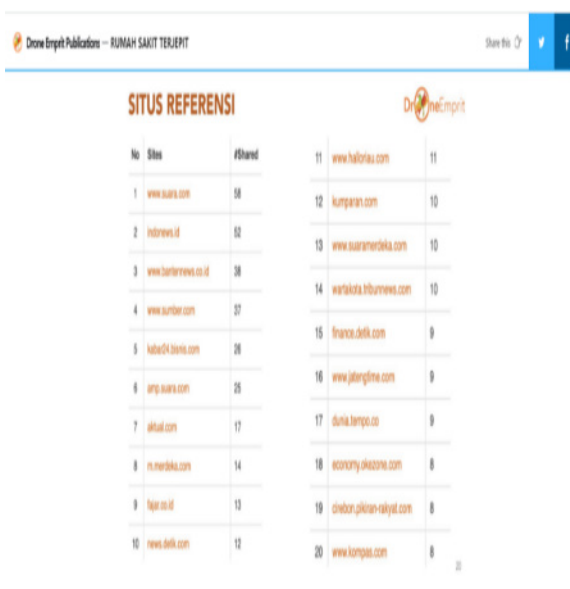 Drone Emprit Publications — RUMAH SAKIT TERJEPIT
Share this
SITUS REFERENSI
DroneEmprit
No Sites #Shared
1 www.suara.com 58
2 indonews.id 52
3 www.bantennews.co.id 38
4 www.sumber.com 37
5 kabar24.bisnis.com 26
6 amp.suara.com 25
7 aktual.com 17
8 m.merdeka.com 14
9 fajar.co.id 13
10 news.detik.com 12
11 www.halloriau.com 11
12 kumparan.com 10
13 www.suaramerdeka.com 10
14 wartakota.tribunnews.com 10
15 finance.detik.com 9
16 www.jatengtime.com 9
17 dunia.tempo.co 9
18 economy.okezone.com 8
19 cirebon.pikiran-rakyat.com 8
20 www.kompas.com 8